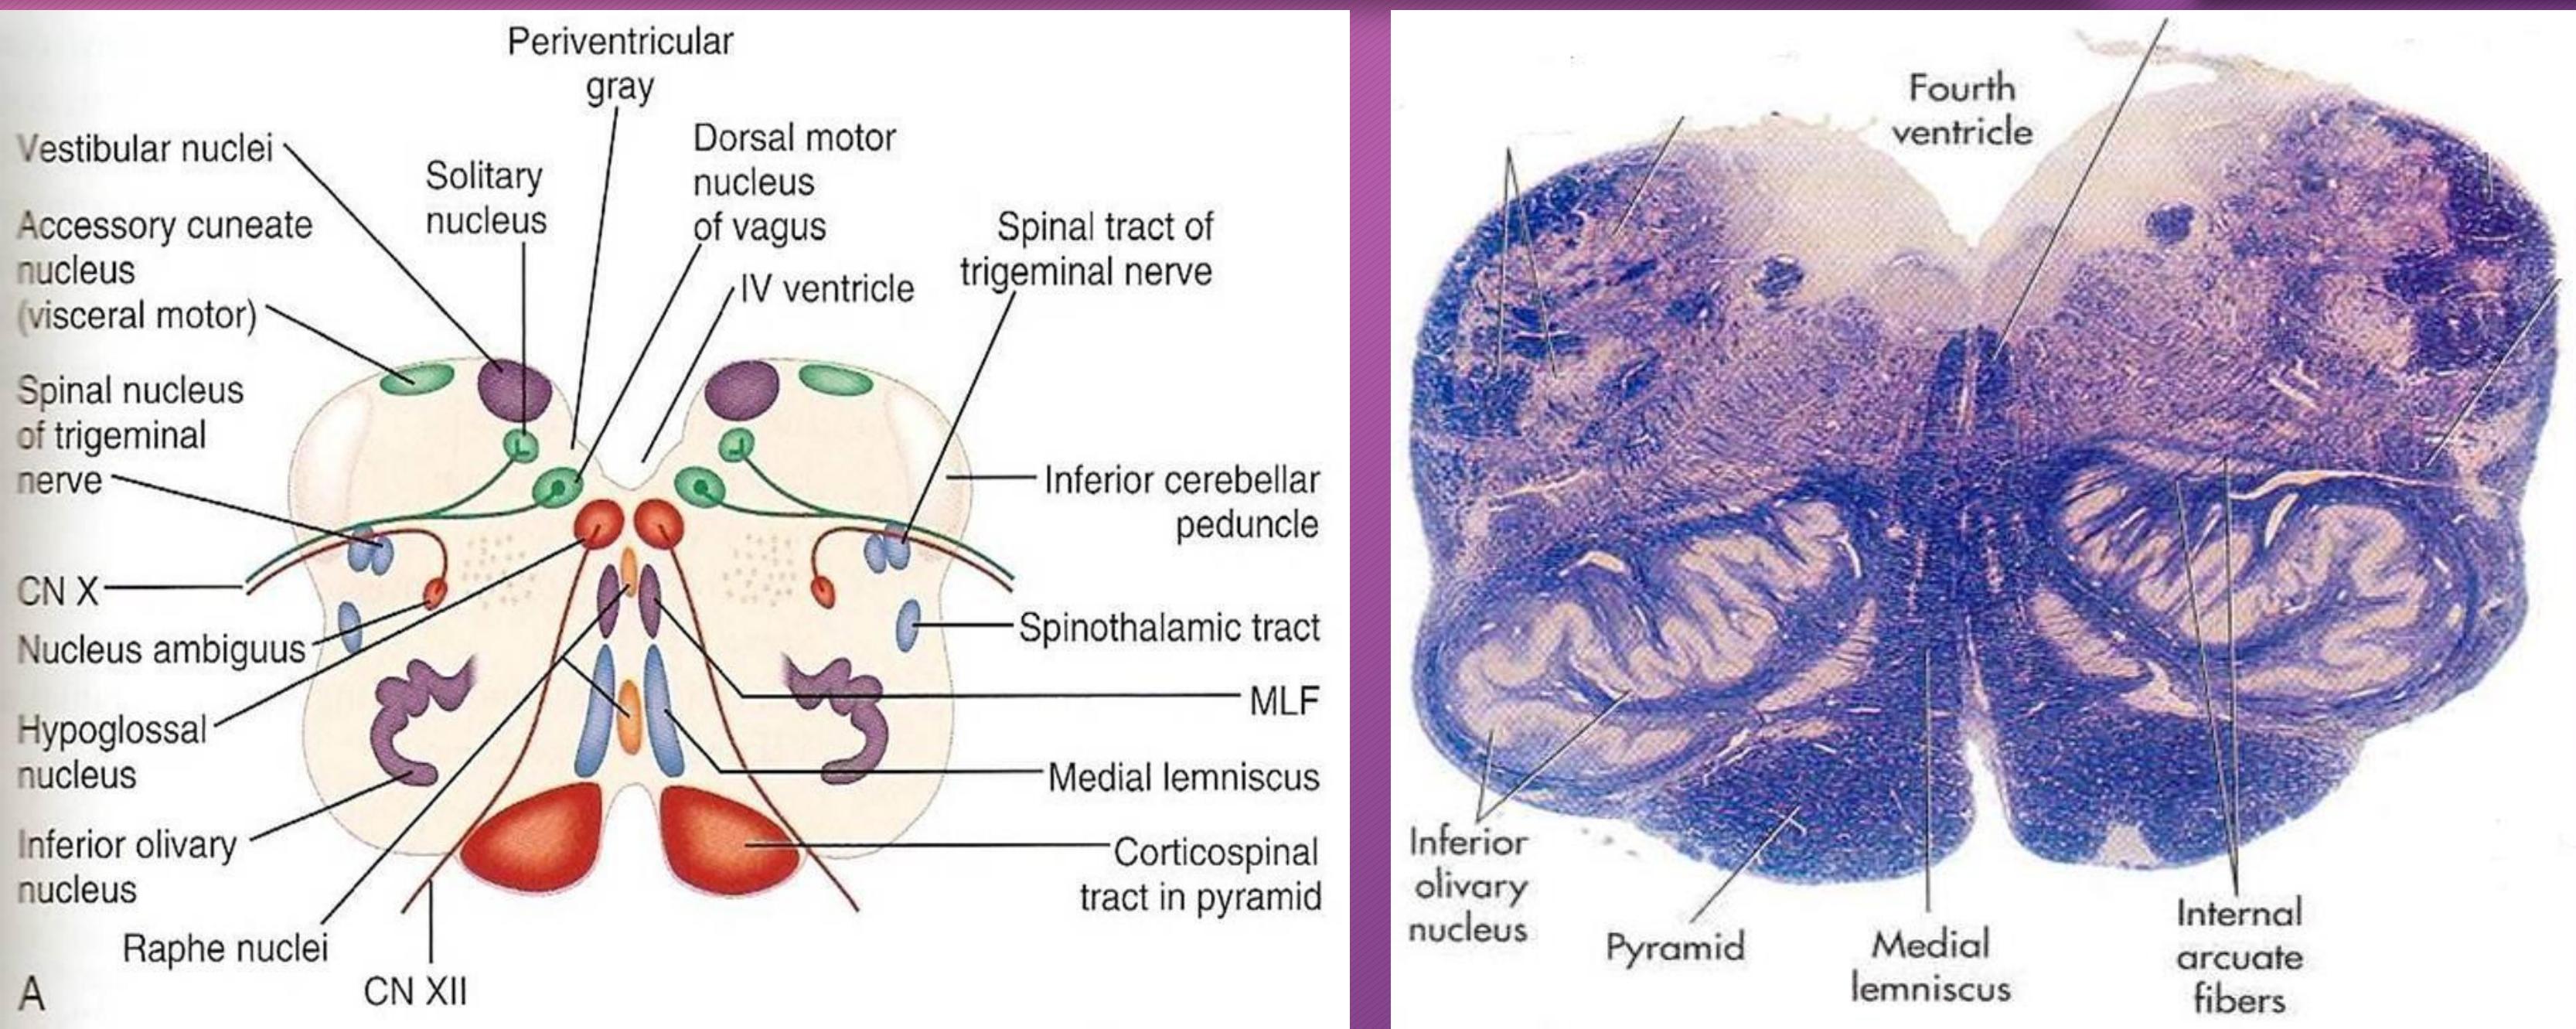 Periventricular
gray
Vestibular nuclei
Solitary
nucleus
Dorsal motor
nucleus
of vagus
Accessory cuneate
nucleus
(visceral motor)
IV ventricle
Spinal tract of
trigeminal nerve
Spinal nucleus
of trigeminal
nerve
Inferior cerebellar
peduncle
CN X
Nucleus ambiguus
Spinothalamic tract
Hypoglossal
nucleus
MLF
Medial lemniscus
Inferior olivary
nucleus
Corticospinal
tract in pyramid
Raphe nuclei
CN XII
A
Fourth
ventricle
Inferior
olivary
nucleus
Pyramid
Medial
lemniscus
Internal
arcuate
fibers